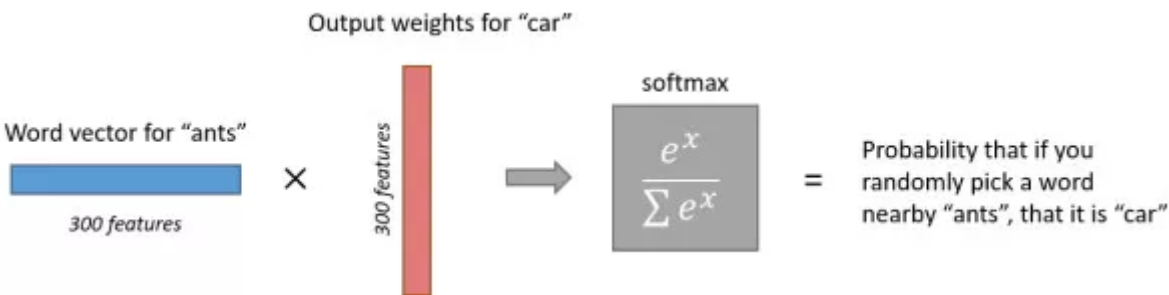 Output weights for “car”
softmax
Word vector for “ants”
300 features
×
300 features
e^x
∑ e^x
=
Probability that if you
randomly pick a word
nearby “ants”, that it is “car”